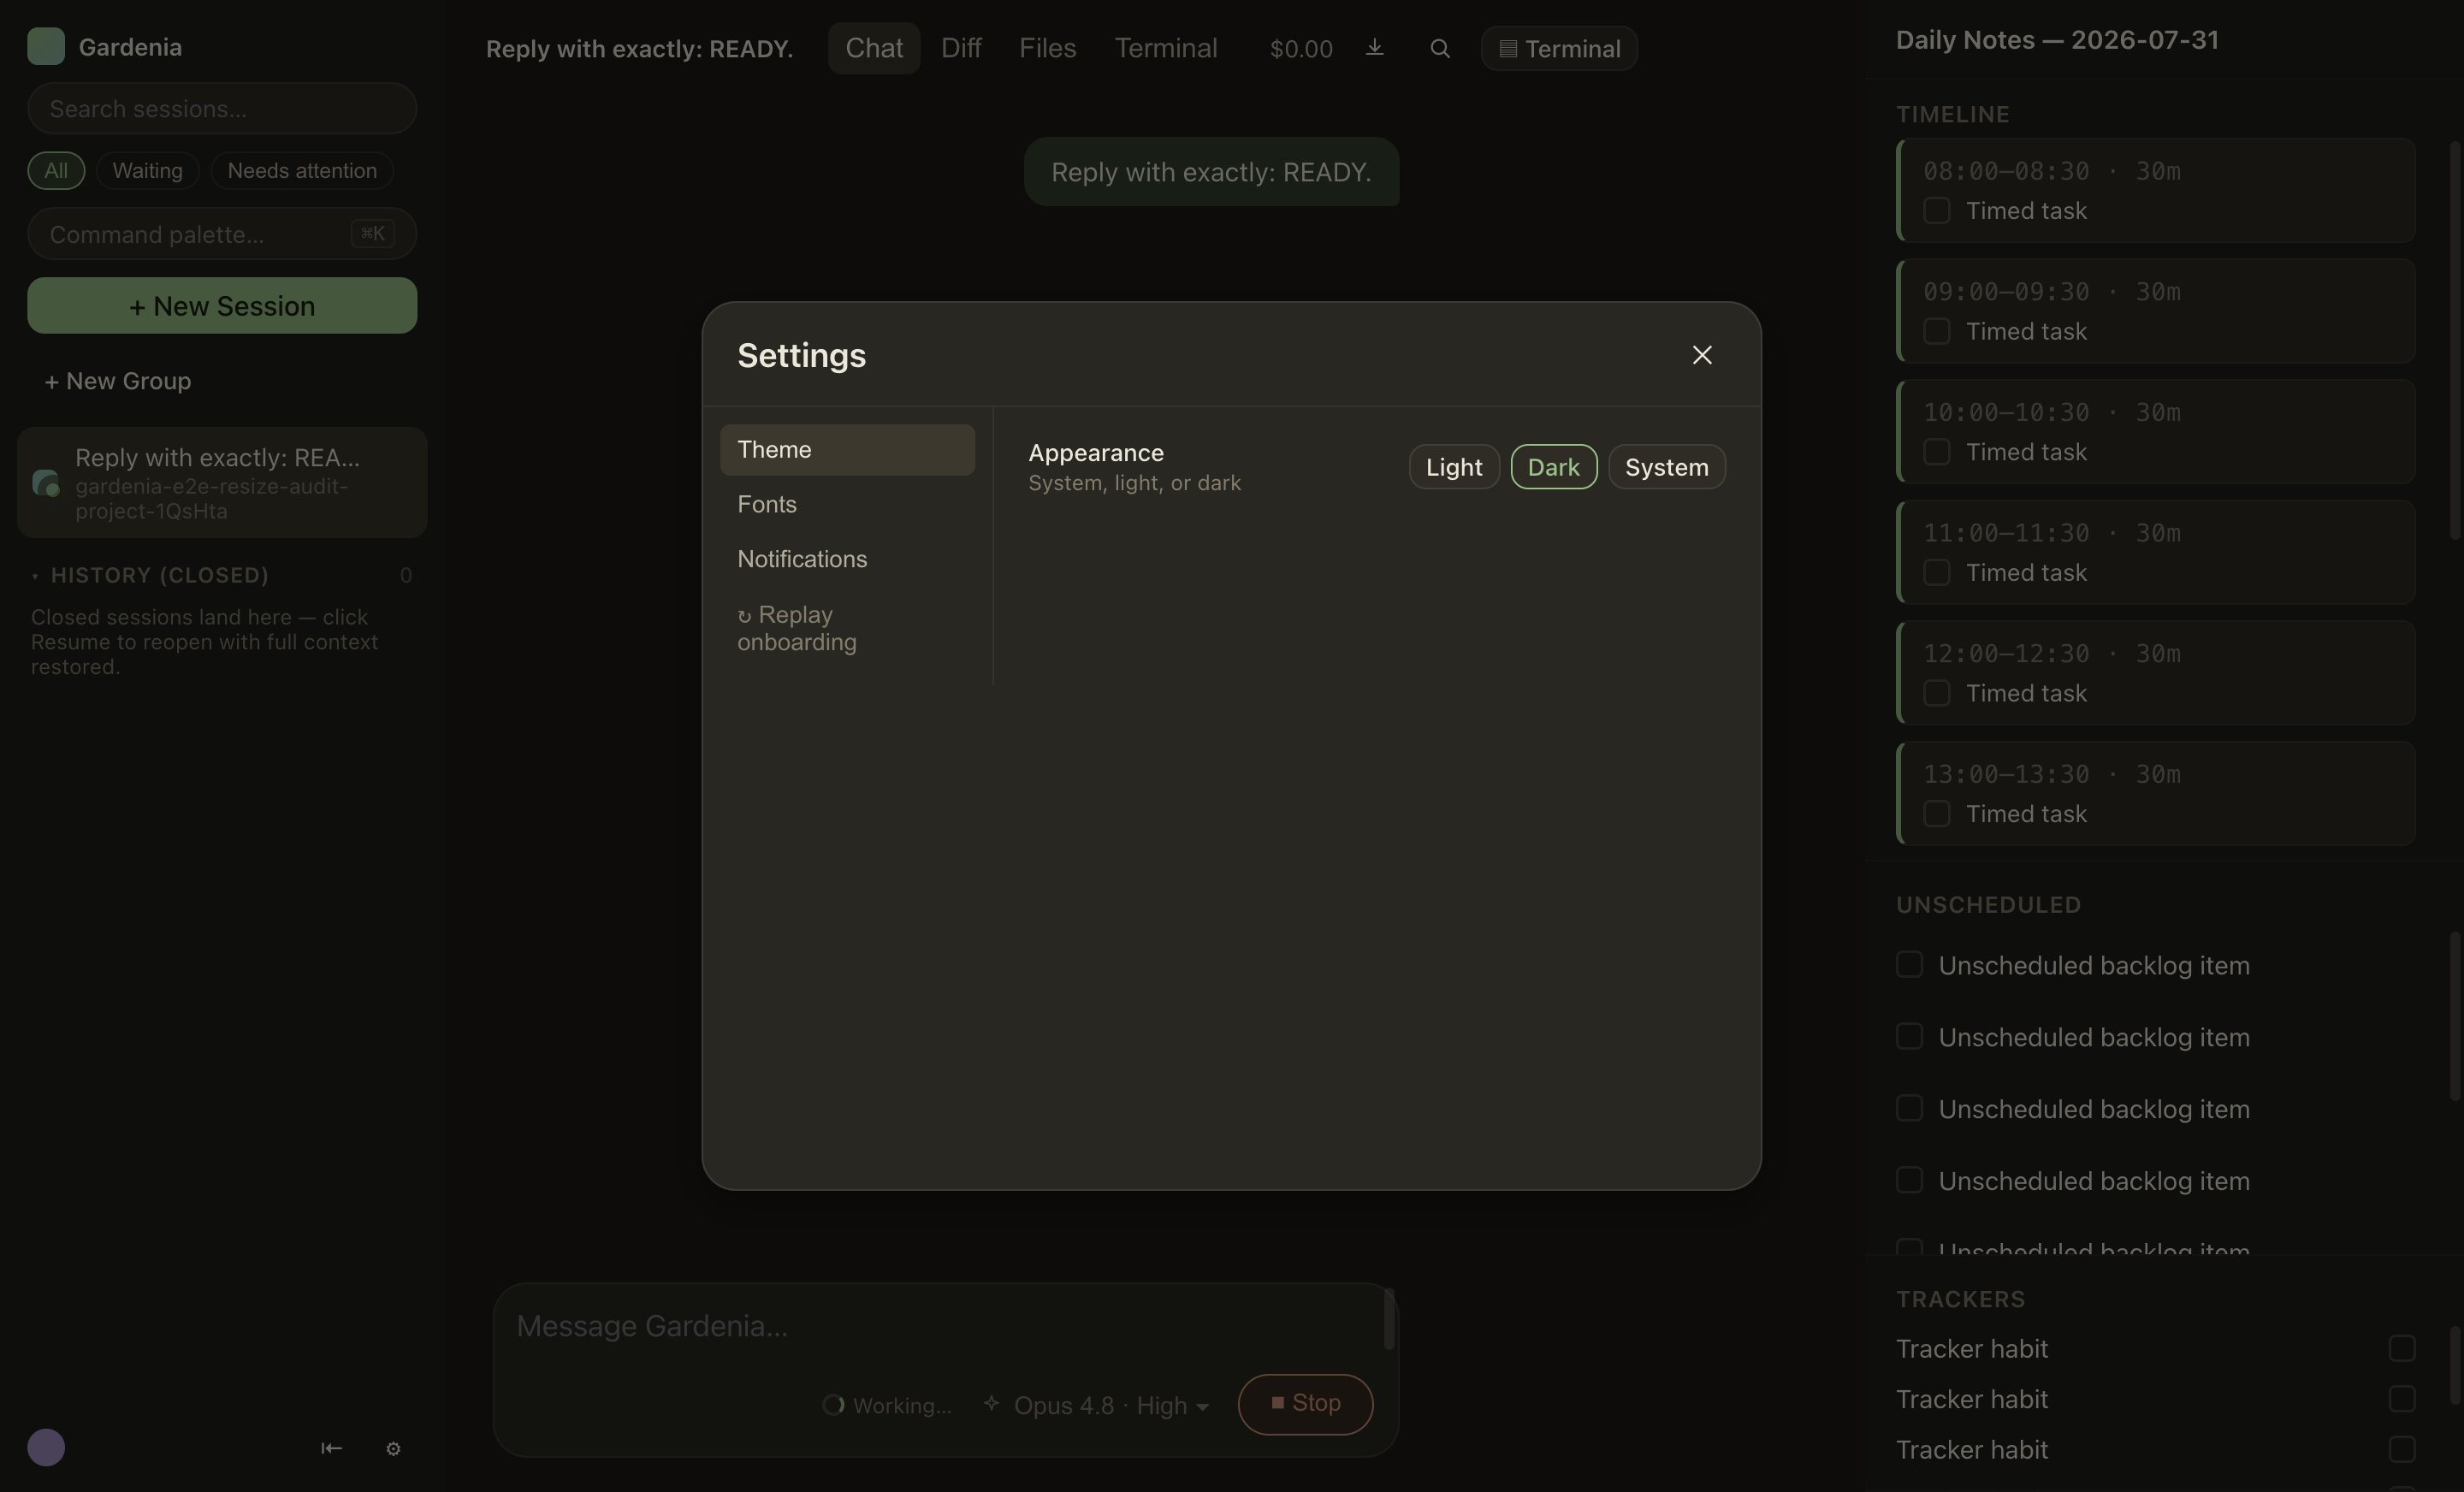 Gardenia
Search sessions...
All
Waiting
Needs attention
Command palette...
⌘K
+ New Session
+ New Group
Reply with exactly: REA...
gardenia-e2e-resize-audit-
project-1QsHta
HISTORY (CLOSED)
0
Closed sessions land here — click
Resume to reopen with full context
restored.
Reply with exactly: READY.
Chat
Diff
Files
Terminal
$0.00
Terminal
Reply with exactly: READY.
Settings
Theme
Fonts
Notifications
↻ Replay
onboarding
Appearance
System, light, or dark
Light
Dark
System
Message Gardenia...
Working...
Opus 4.8 · High
Stop
Daily Notes — 2026-07-31
TIMELINE
08:00–08:30 · 30m
Timed task
09:00–09:30 · 30m
Timed task
10:00–10:30 · 30m
Timed task
11:00–11:30 · 30m
Timed task
12:00–12:30 · 30m
Timed task
13:00–13:30 · 30m
Timed task
UNSCHEDULED
Unscheduled backlog item
Unscheduled backlog item
Unscheduled backlog item
Unscheduled backlog item
Unscheduled backlog item
TRACKERS
Tracker habit
Tracker habit
Tracker habit